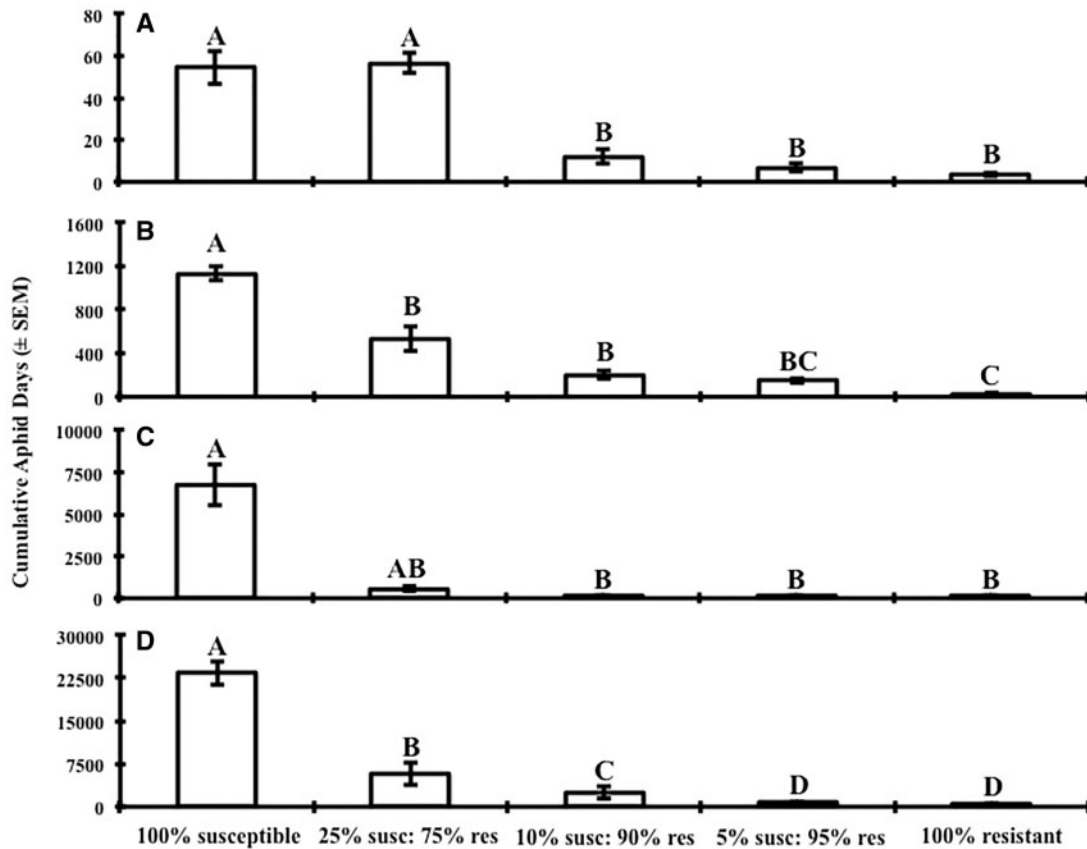 A
80
60
40
20
0
A
A
B
B
B
B
1600
1200
800
400
0
A
B
B
BC
C
C
10000
7500
5000
2500
0
A
AB
B
B
B
D
30000
22500
15000
7500
0
A
B
C
D
D
100% susceptible
25% susc: 75% res
10% susc: 90% res
5% susc: 95% res
100% resistant
Cumulative Aphid Days (± SEM)